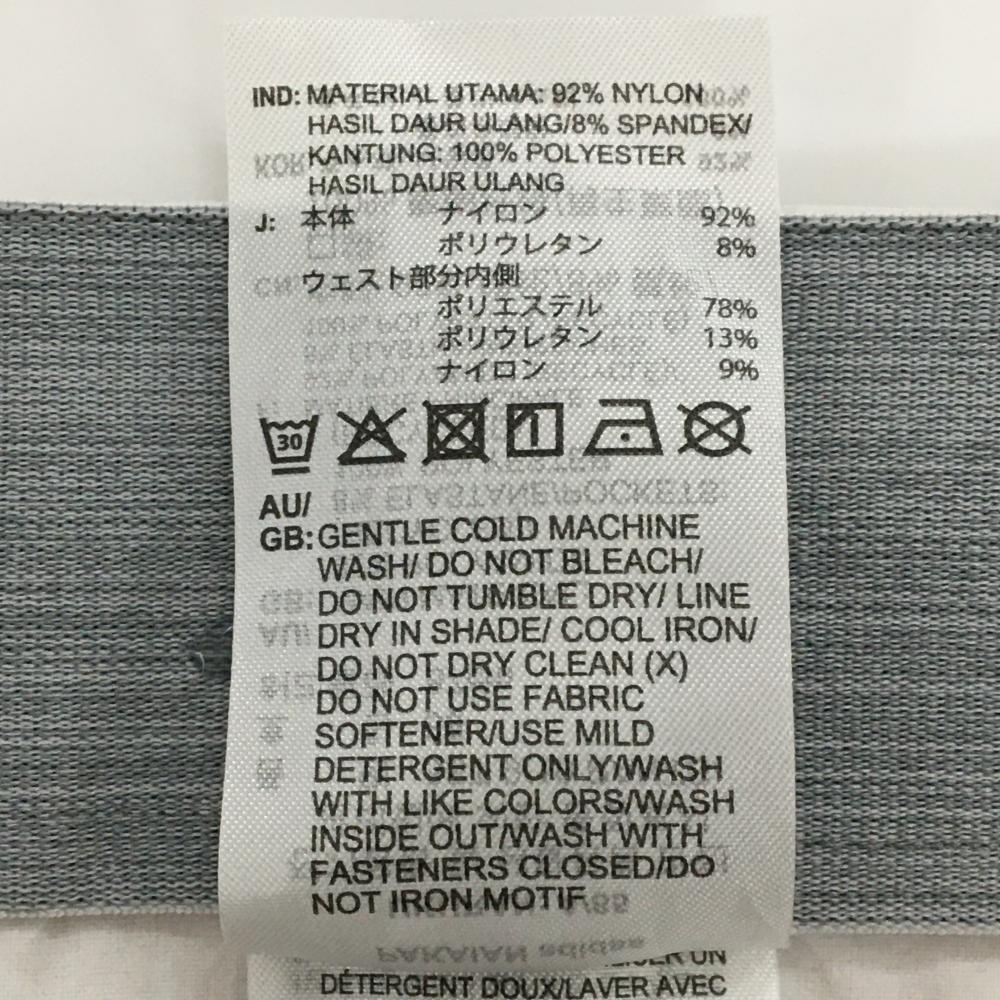 IND: MATERIAL UTAMA: 92% NYLON
HASIL DAUR ULANG/8% SPANDEX/
KANTUNG: 100% POLYESTER
HASIL DAUR ULANG
J: 本体 ナイロン 92%
ポリウレタン 8%
ウェスト部分内側
ポリエステル 78%
ポリウレタン 13%
ナイロン 9%
30
AU/
GB: GENTLE COLD MACHINE
WASH/ DO NOT BLEACH/
DO NOT TUMBLE DRY/ LINE
DRY IN SHADE/ COOL IRON/
DO NOT DRY CLEAN (X)
DO NOT USE FABRIC
SOFTENER/USE MILD
DETERGENT ONLY/WASH
WITH LIKE COLORS/WASH
INSIDE OUT/WASH WITH
FASTENERS CLOSED/DO
NOT IRON MOTIF
UN
DÉTERGENT DOUX/LAVER AVEC